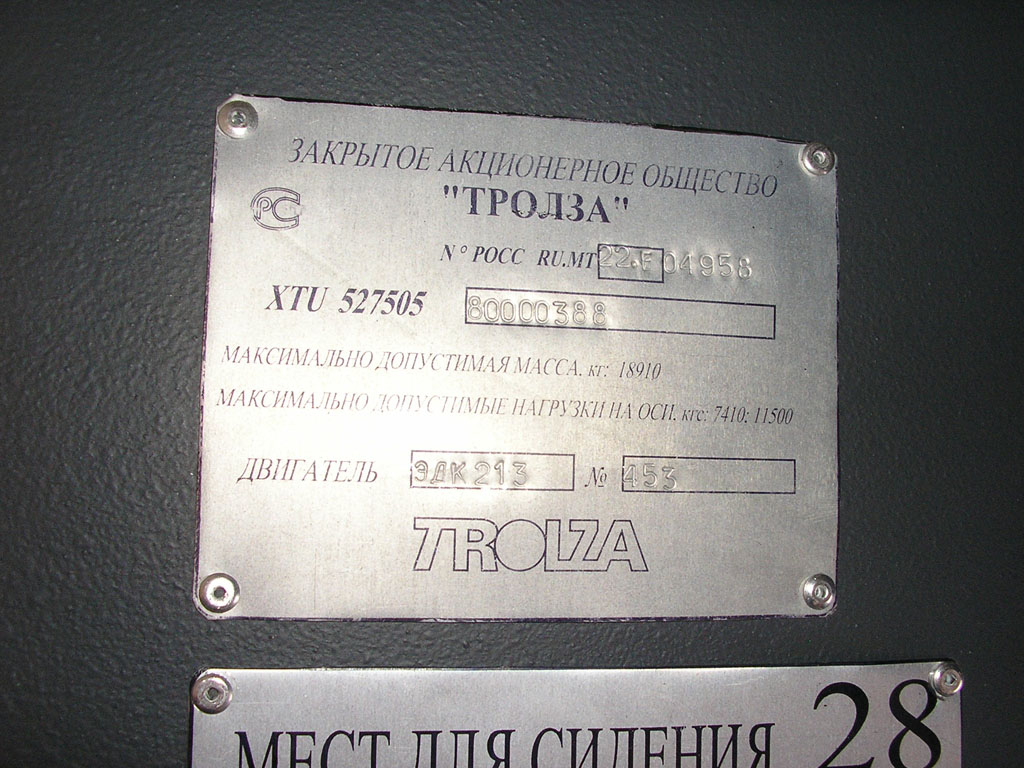 ЗАКРЫТОЕ АКЦИОНЕРНОЕ ОБЩЕСТВО
"ТРОЛЗА"
РС
N° РОСС RU.МТ 22.F 04958
XTU 527505 80000388
МАКСИМАЛЬНО ДОПУСТИМАЯ МАССА. кг: 18910
МАКСИМАЛЬНО ДОПУСТИМЫЕ НАГРУЗКИ НА ОСИ. кгс: 7410; 11500
ДВИГАТЕЛЬ ЭДК213 № 453
TROLZA
МЕСТ ДЛЯ СИДЕНИЯ 28